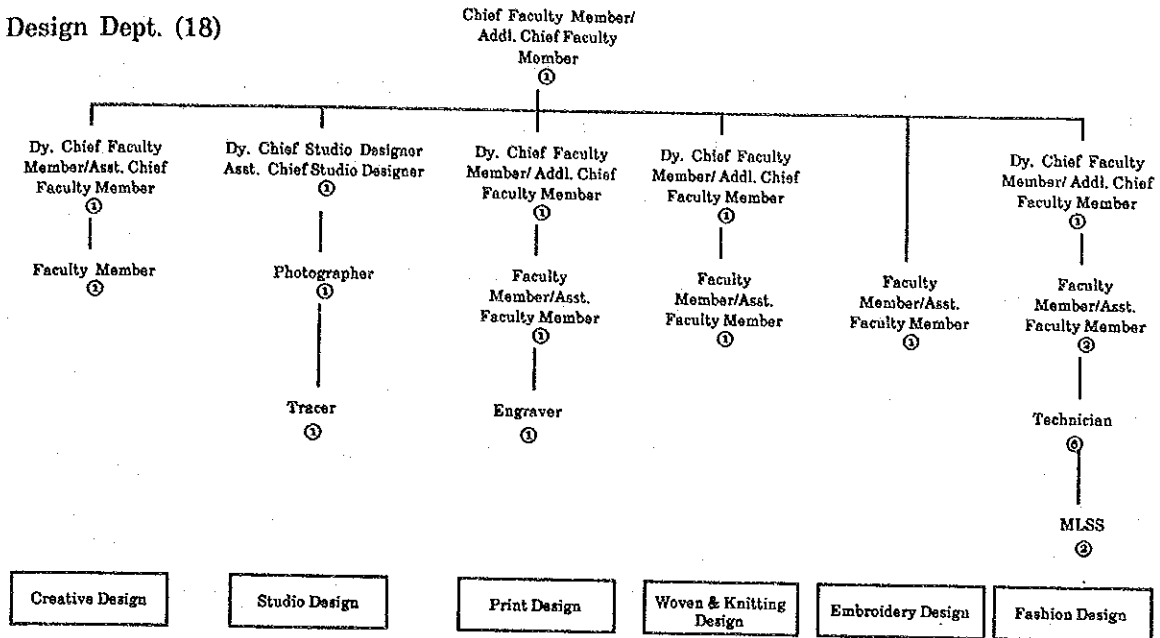 Design Dept. (18)
Chief Faculty Member/
Addl. Chief Faculty
Member
①
Dy. Chief Faculty
Member/Asst. Chief
Faculty Member
①
Faculty Member
①
Dy. Chief Studio Designer
Asst. Chief Studio Designer
①
Photographer
①
Tracer
①
Dy. Chief Faculty
Member/ Addl. Chief
Faculty Member
①
Faculty
Member/Asst.
Faculty Member
①
Engraver
①
Dy. Chief Faculty
Member/ Addl. Chief
Faculty Member
①
Faculty
Member/Asst.
Faculty Member
①
Faculty
Member/Asst.
Faculty Member
①
Dy. Chief Faculty
Member/ Addl. Chief
Faculty Member
①
Faculty
Member/Asst.
Faculty Member
②
Technician
MLSS
②
Creative Design
Studio Design
Print Design
Woven & Knitting
Design
Embroidery Design
Fashion Design